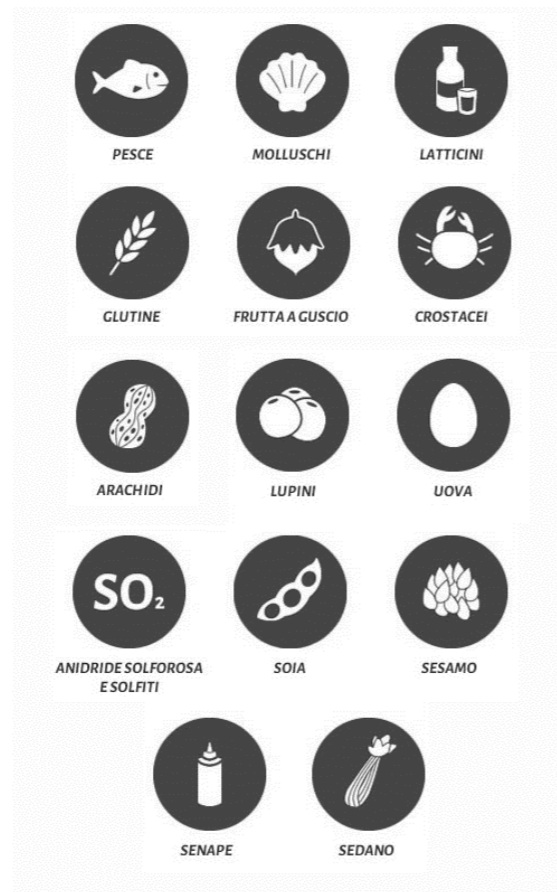 PESCE
MOLLUSCHI
LATTICINI
GLUTINE
FRUTTA A GUSCIO
CROSTACEI
ARACHIDI
LUPINI
UOVA
SO₂
ANIDRIDE SOLFOROSA
E SOLFITI
SOIA
SESAMO
SENAPE
SEDANO